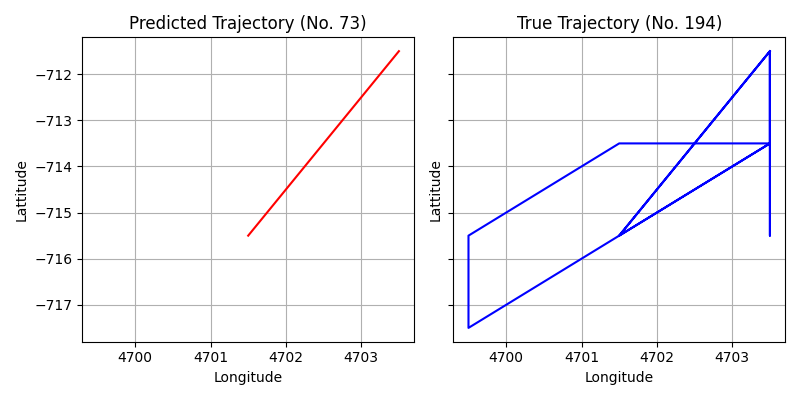 Predicted Trajectory (No. 73)
True Trajectory (No. 194)
Lattitude
−712
−713
−714
−715
−716
−717
4700
4701
4702
4703
Longitude
Lattitude
4700
4701
4702
4703
Longitude